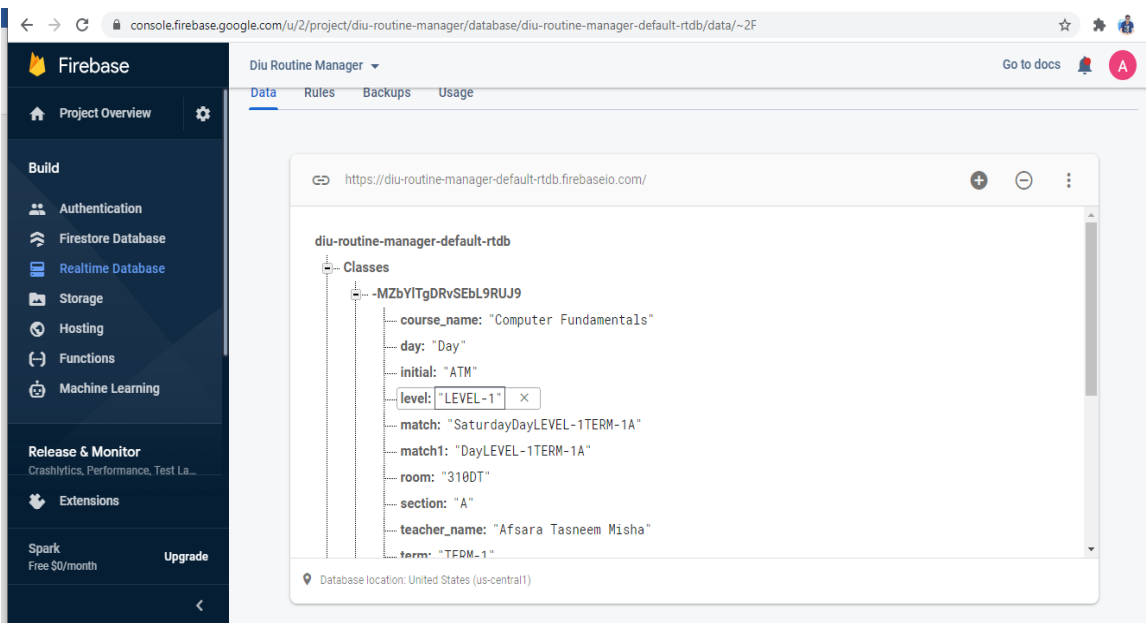 console.firebase.google.com/u/2/project/diu-routine-manager/database/diu-routine-manager-default-rtdb/data/~2F
Firebase
Diu Routine Manager
Go to docs
A
Project Overview
Data Rules Backups Usage
Build
Authentication
Firestore Database
Realtime Database
Storage
Hosting
Functions
Machine Learning
Release & Monitor
Crashlytics, Performance, Test La...
Extensions
Spark
Free $0/month
Upgrade
https://diu-routine-manager-default-rtdb.firebaseio.com/
diu-routine-manager-default-rtdb
Classes
-MZbYlTgDRvSEbL9RUJ9
course_name: "Computer Fundamentals"
day: "Day"
initial: "ATM"
level: "LEVEL-1" ×
match: "SaturdayDayLEVEL-1TERM-1A"
match1: "DayLEVEL-1TERM-1A"
room: "310DT"
section: "A"
teacher_name: "Afsara Tasneem Misha"
term: "TERM-1"
Database location: United States (us-central1)